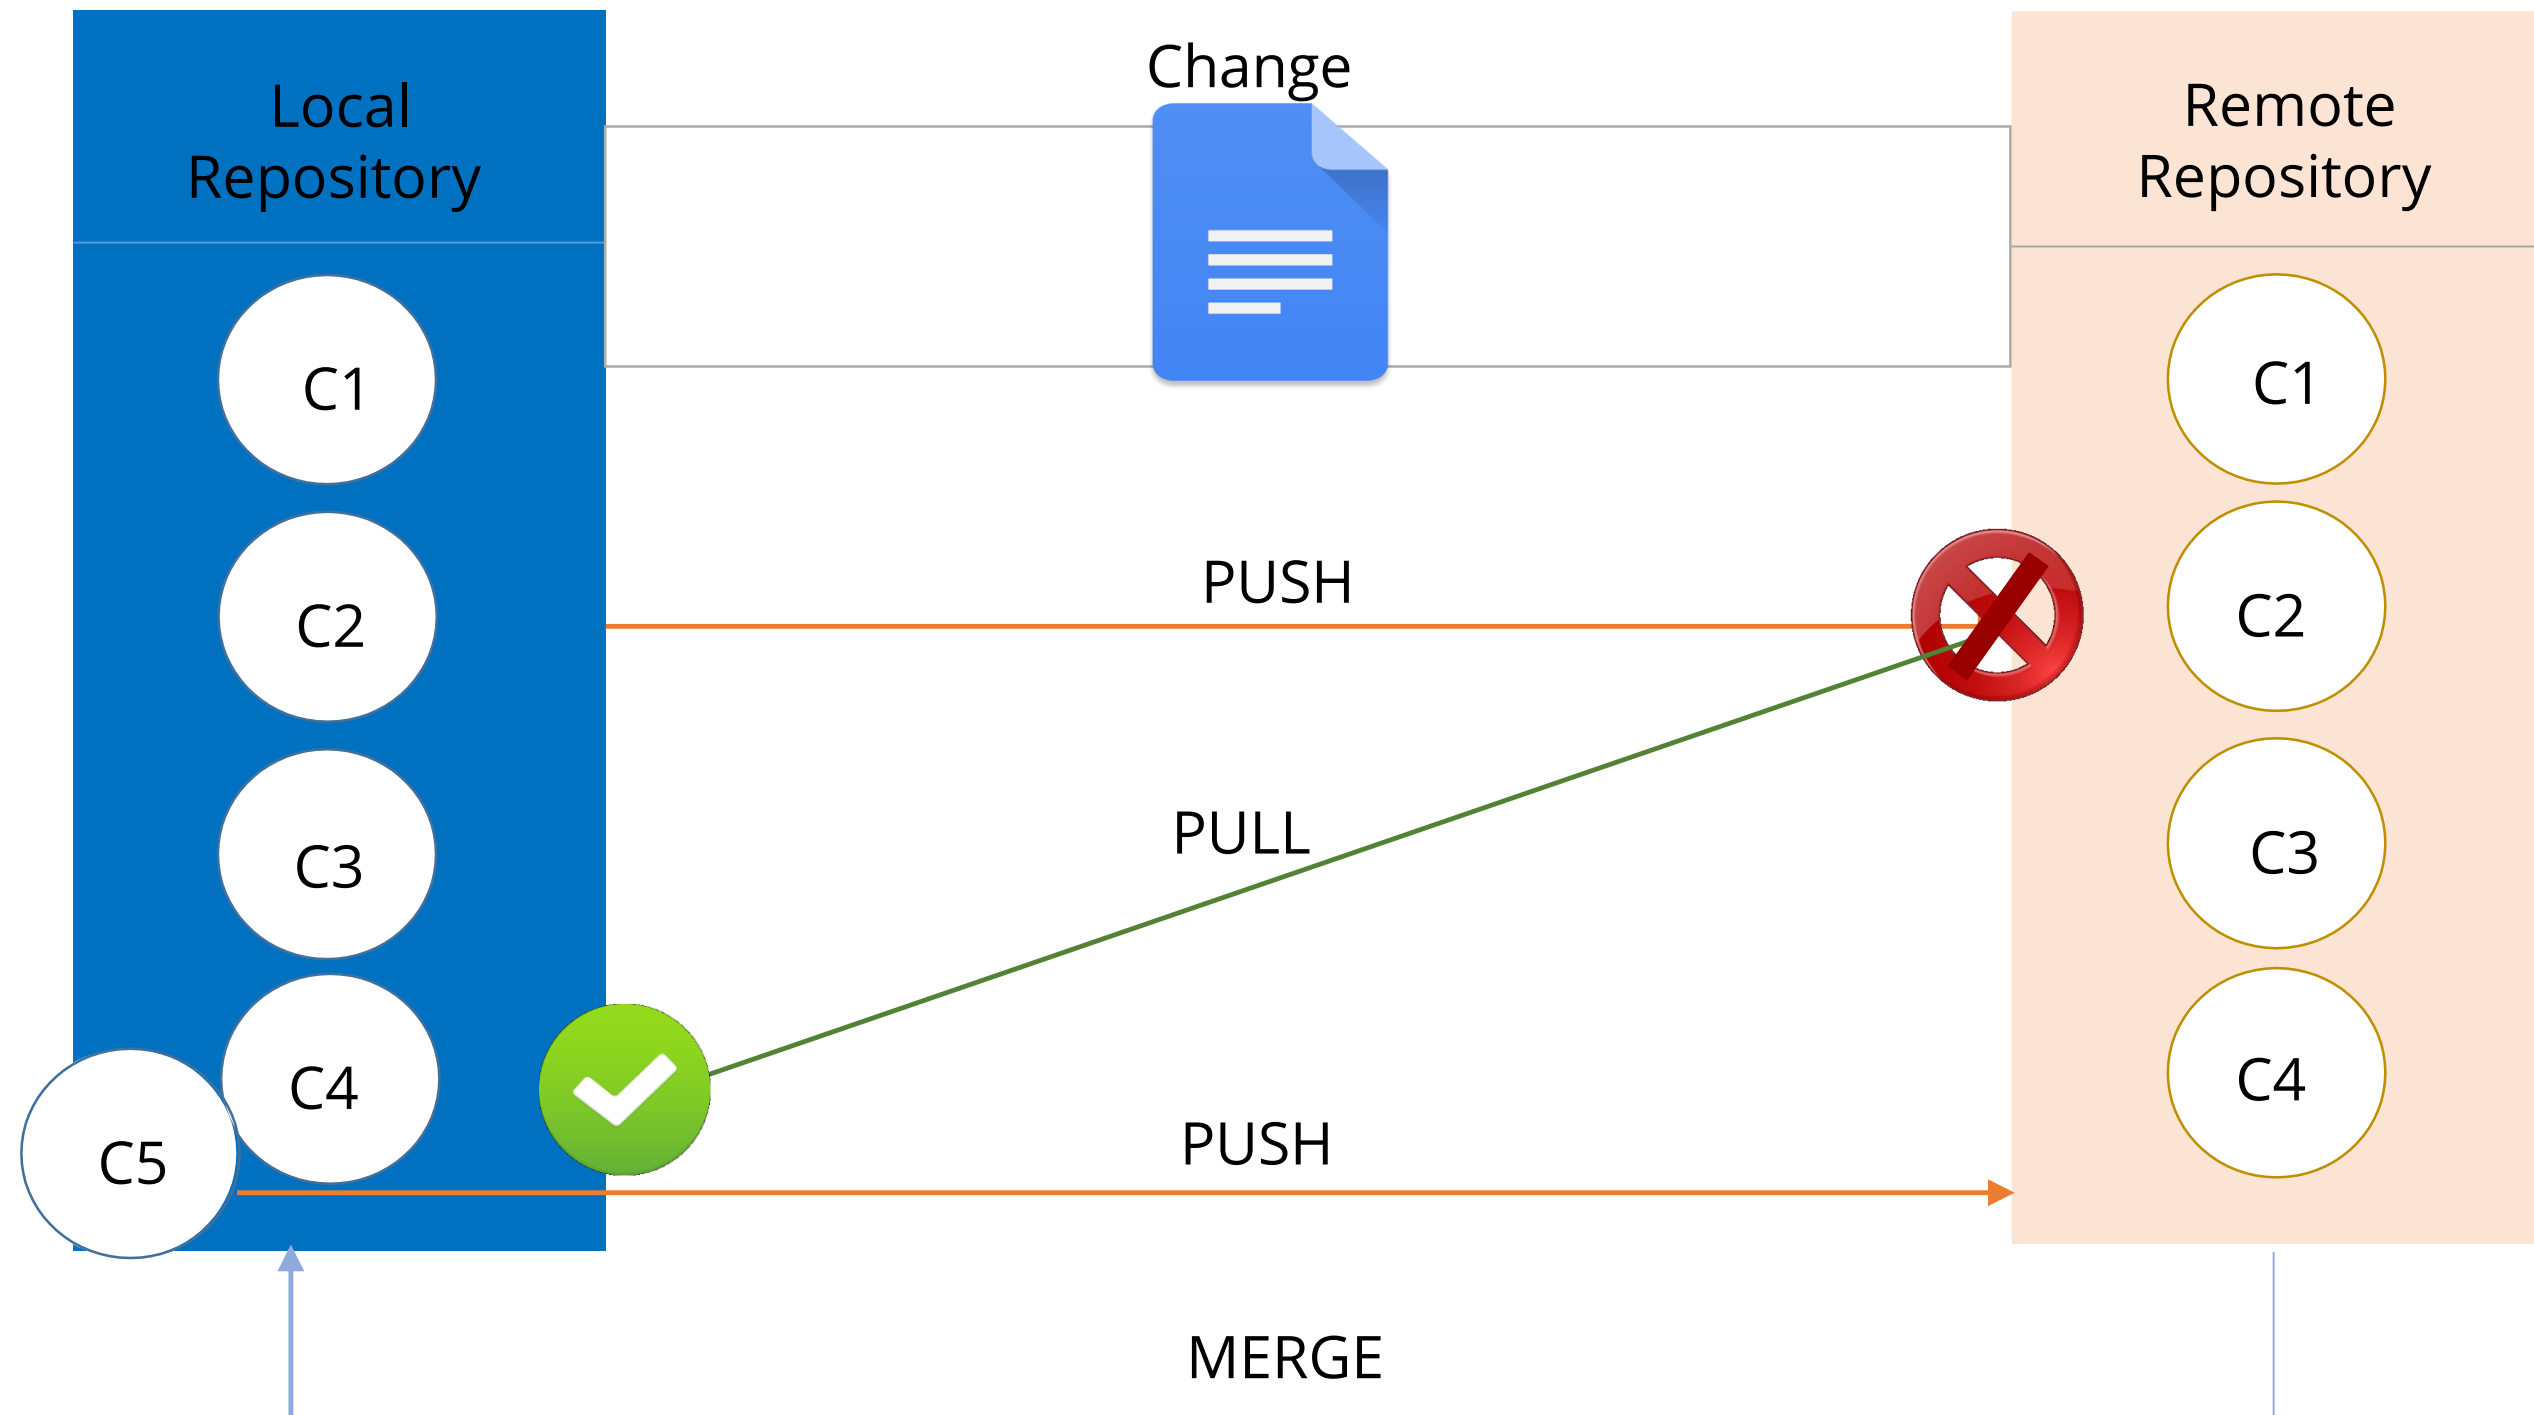 Local
Repository
Change
Remote
Repository
C1
C1
PUSH
C2
C2
PULL
C3
C3
C4
C4
C5
PUSH
MERGE